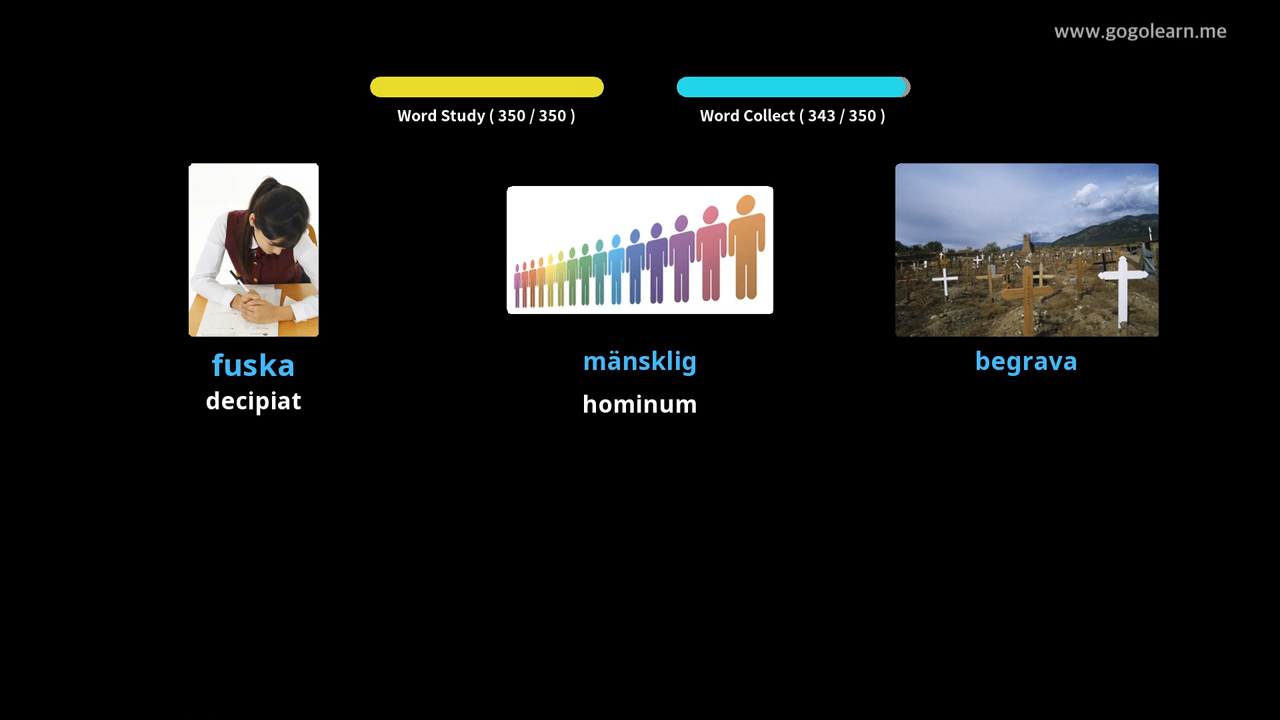 www.gogolearn.me
Word Study ( 350 / 350 )
Word Collect ( 343 / 350 )
fuska
decipiat
mänsklig
hominum
begrava